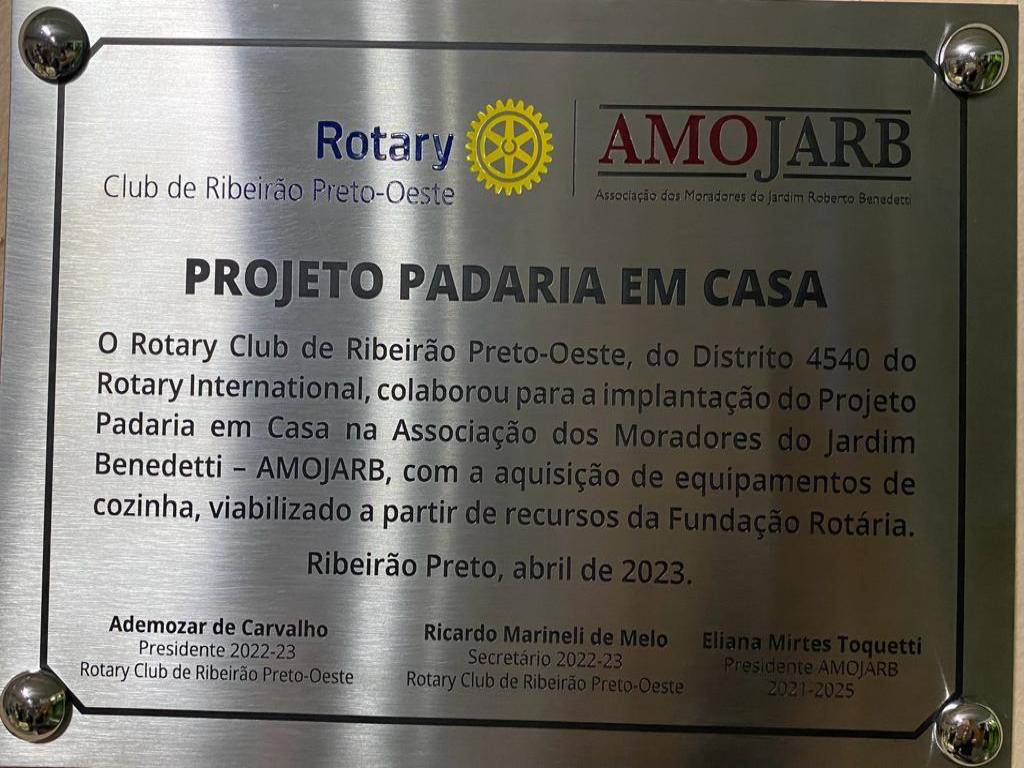 Rotary
Club de Ribeirão Preto-Oeste
AMOJARB
Associação dos Moradores do Jardim Roberto Benedetti
PROJETO PADARIA EM CASA
O Rotary Club de Ribeirão Preto-Oeste, do Distrito 4540 do
Rotary International, colaborou para a implantação do Projeto
Padaria em Casa na Associação dos Moradores do Jardim
Benedetti – AMOJARB, com a aquisição de equipamentos de
cozinha, viabilizado a partir de recursos da Fundação Rotária.
Ribeirão Preto, abril de 2023.
Ademozar de Carvalho
Presidente 2022-23
Rotary Club de Ribeirão Preto-Oeste
Ricardo Marineli de Melo
Secretário 2022-23
Rotary Club de Ribeirão Preto-Oeste
Eliana Mirtes Toquetti
Presidente AMOJARB
2021-2025